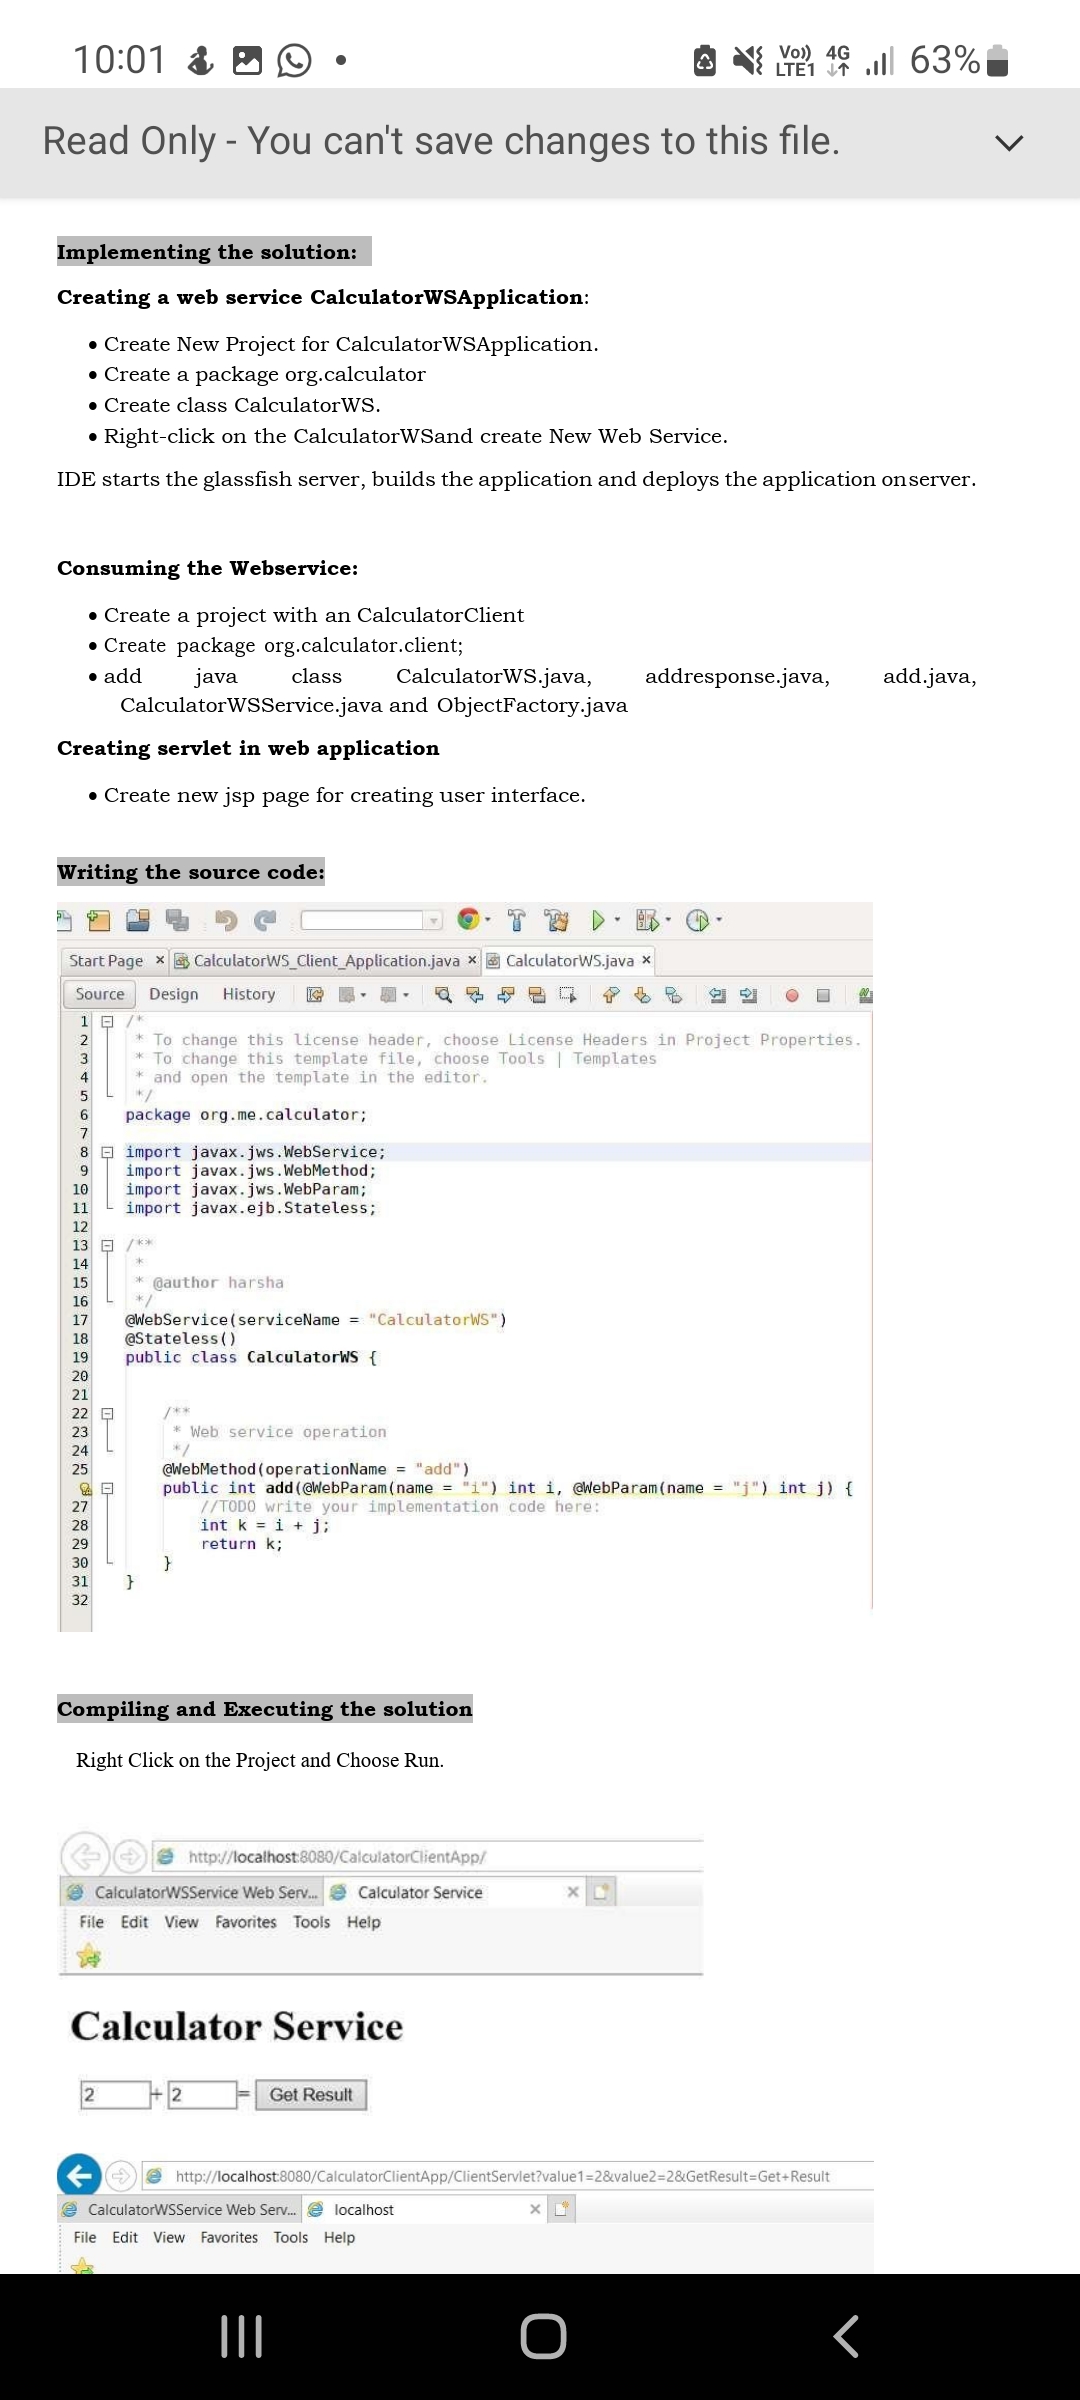 10:01
Vo)) 4G
LTE1
63%
Read Only - You can't save changes to this file.
Implementing the solution:
Creating a web service CalculatorWSApplication:
• Create New Project for CalculatorWSApplication.
• Create a package org.calculator
• Create class CalculatorWS.
• Right-click on the CalculatorWSand create New Web Service.
IDE starts the glassfish server, builds the application and deploys the application onserver.
Consuming the Webservice:
• Create a project with an CalculatorClient
• Create package org.calculator.client;
• add java class CalculatorWS.java, addresponse.java, add.java,
CalculatorWSService.java and ObjectFactory.java
Creating servlet in web application
• Create new jsp page for creating user interface.
Writing the source code:
Start Page × CalculatorWS_Client_Application.java × CalculatorWS.java ×
Source Design History
1 /*
2 * To change this license header, choose License Headers in Project Properties.
3 * To change this template file, choose Tools | Templates
4 * and open the template in the editor.
5 */
6 package org.me.calculator;
7
8 import javax.jws.WebService;
9 import javax.jws.WebMethod;
10 import javax.jws.WebParam;
11 import javax.ejb.Stateless;
12
13 /**
14 *
15 * @author harsha
16 */
17 @WebService(serviceName = "CalculatorWS")
18 @Stateless()
19 public class CalculatorWS {
20
21
22 /**
23 * Web service operation
24 */
25 @WebMethod(operationName = "add")
public int add(@WebParam(name = "i") int i, @WebParam(name = "j") int j) {
27 //TODO write your implementation code here:
28 int k = i + j;
29 return k;
30 }
31 }
32
Compiling and Executing the solution
Right Click on the Project and Choose Run.
http://localhost:8080/CalculatorClientApp/
CalculatorWSService Web Serv... Calculator Service ×
File Edit View Favorites Tools Help
Calculator Service
2 + 2 = Get Result
http://localhost:8080/CalculatorClientApp/ClientServlet?value1=2&value2=2&GetResult=Get+Result
CalculatorWSService Web Serv... localhost ×
File Edit View Favorites Tools Help